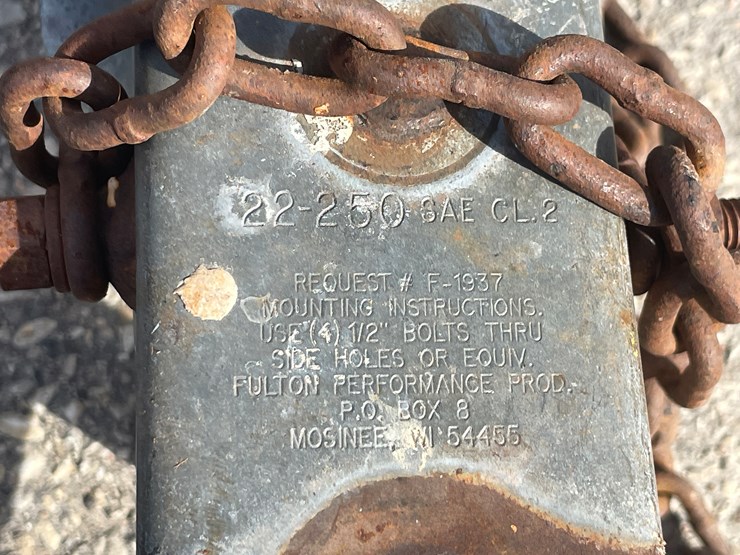 22-250 SAE CL.2
REQUEST # F-1937
MOUNTING INSTRUCTIONS.
USE (4) 1/2" BOLTS THRU
SIDE HOLES OR EQUIV.
FULTON PERFORMANCE PROD.
P.O. BOX 8
MOSINEE, WI 54455